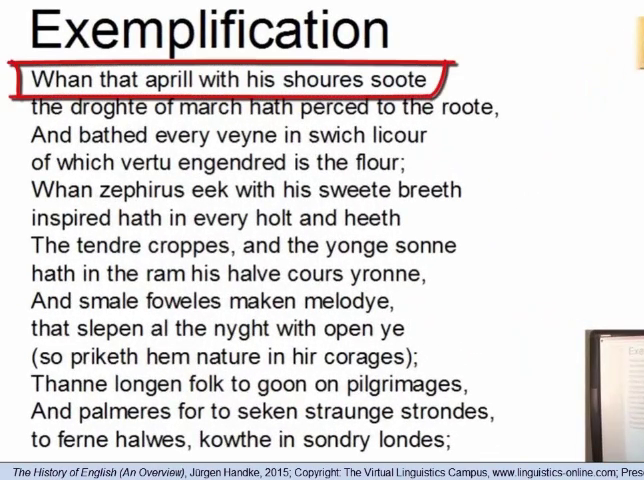 Exemplification
Whan that aprill with his shoures soote
the droghte of march hath perced to the roote,
And bathed every veyne in swich licour
of which vertu engendred is the flour;
Whan zephirus eek with his sweete breeth
inspired hath in every holt and heeth
The tendre croppes, and the yonge sonne
hath in the ram his halve cours yronne,
And smale foweles maken melodye,
that slepen al the nyght with open ye
(so priketh hem nature in hir corages);
Thanne longen folk to goon on pilgrimages,
And palmeres for to seken straunge strondes,
to ferne halwes, kowthe in sondry londes;
The History of English (An Overview), Jürgen Handke, 2015; Copyright: The Virtual Linguistics Campus, www.linguistics-online.com; Pres